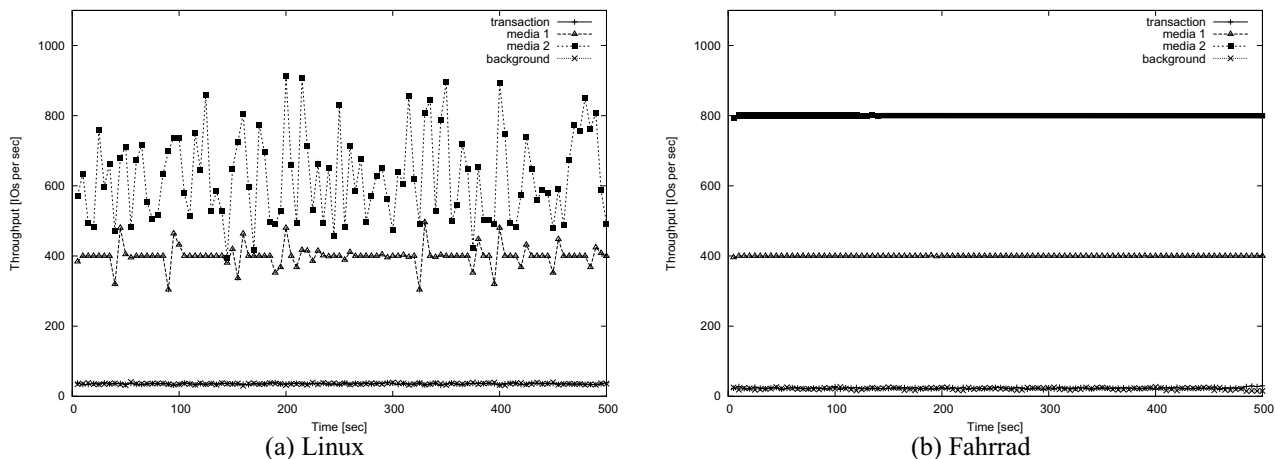 1100
1000
800
600
400
200
0
0 100 200 300 400 500
Throughput [IOs per sec]
Time [sec]
transaction
media 1
media 2
background
(a) Linux
1000
800
600
400
200
0
0 100 200 300 400 500
Throughput [IOs per sec]
Time [sec]
transaction
media 1
media 2
background
(b) Fahrrad